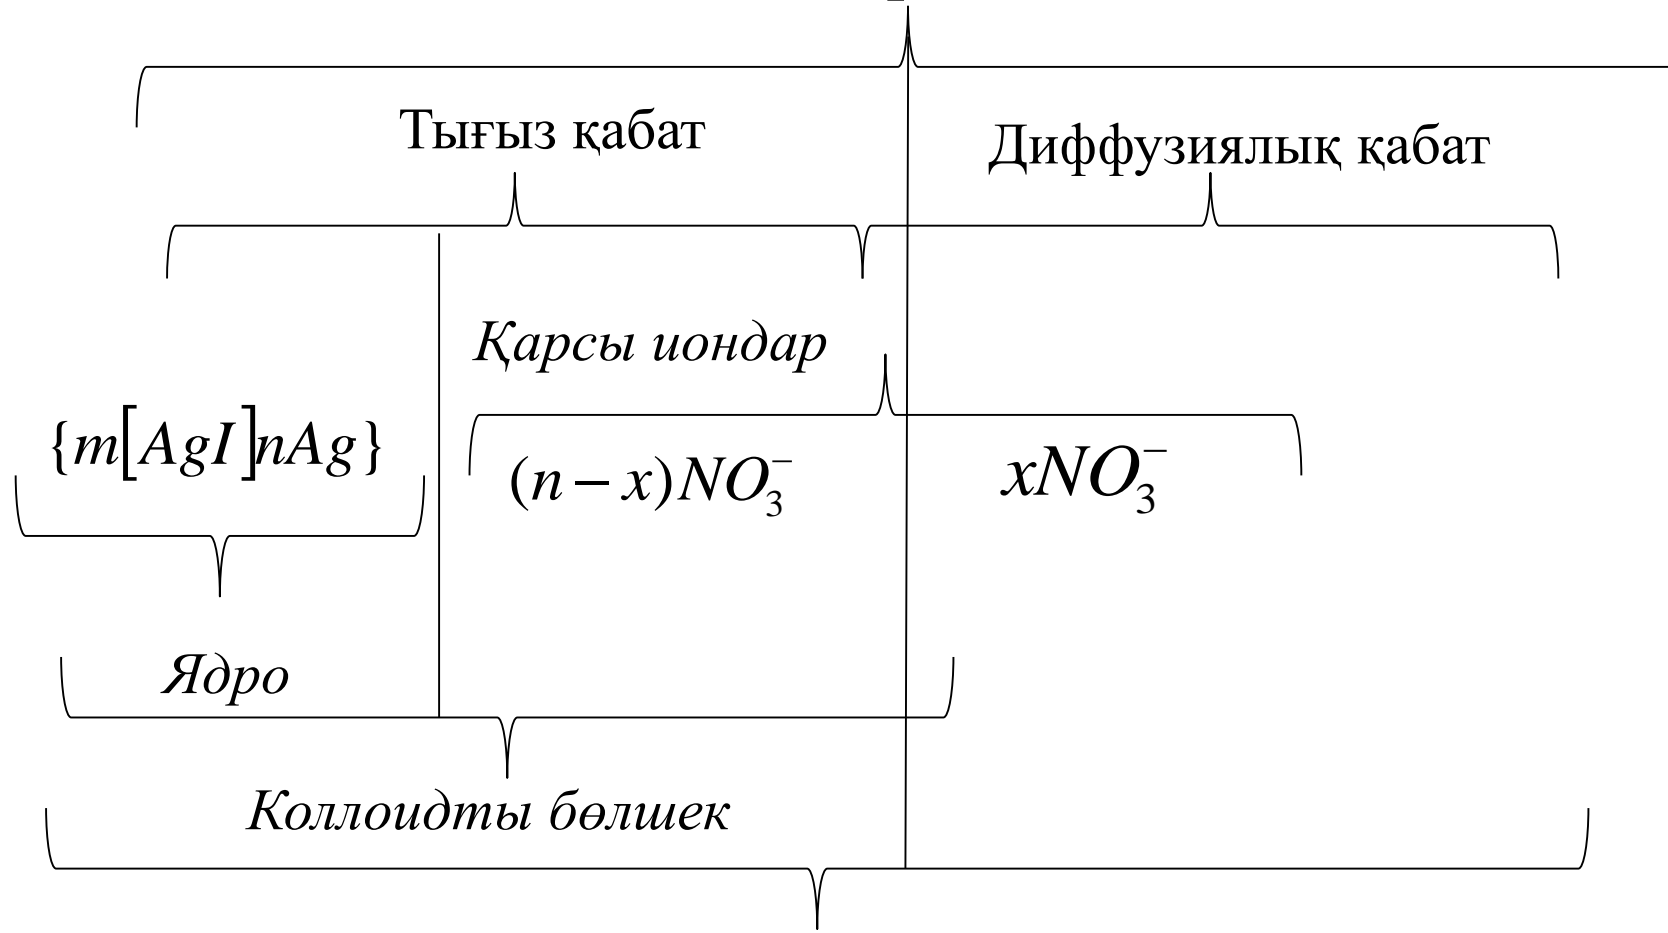 Тығыз қабат
Диффузиялық қабат
Қарсы иондар
{m[AgI]nAg}
(n – x)NO₃⁻
xNO₃⁻
Ядро
Коллоидты бөлшек